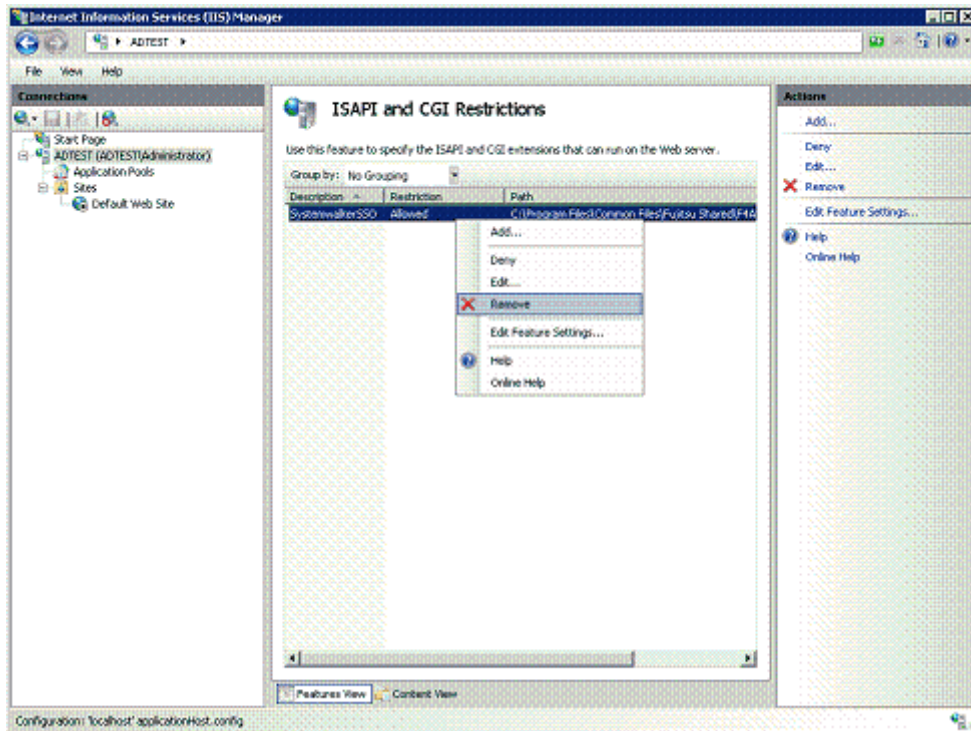 Internet Information Services (IIS) Manager
ADTEST
File View Help
Connections
Start Page
ADTEST (ADTEST\Administrator)
Application Pools
Sites
Default Web Site
ISAPI and CGI Restrictions
Use this feature to specify the ISAPI and CGI extensions that can run on the Web server.
Group by: No Grouping
Description Restriction Path
SystemwalkerSSO Allowed C:\Program Files\Common Files\Fujitsu Shared\F4A
Add...
Deny
Edit...
Remove
Edit Feature Settings...
Help
Online Help
Features View Content View
Actions
Add...
Deny
Edit...
Remove
Edit Feature Settings...
Help
Online Help
Configuration: 'localhost' applicationHost.config